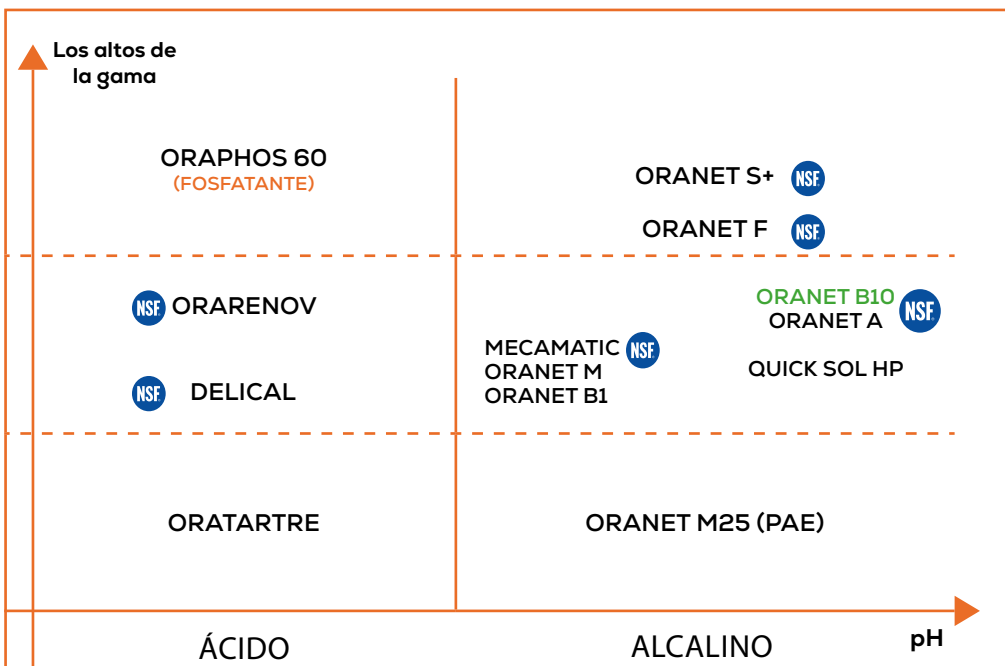 Los altos de
la gama
ORAPHOS 60
(FOSFATANTE)
ORANET S+ NSF
ORANET F NSF
NSF ORARENOV
NSF DELICAL
MECAMATIC NSF
ORANET M
ORANET B1
ORANET B10
ORANET A NSF
QUICK SOL HP
ORATARTRE
ORANET M25 (PAE)
ÁCIDO
ALCALINO
pH